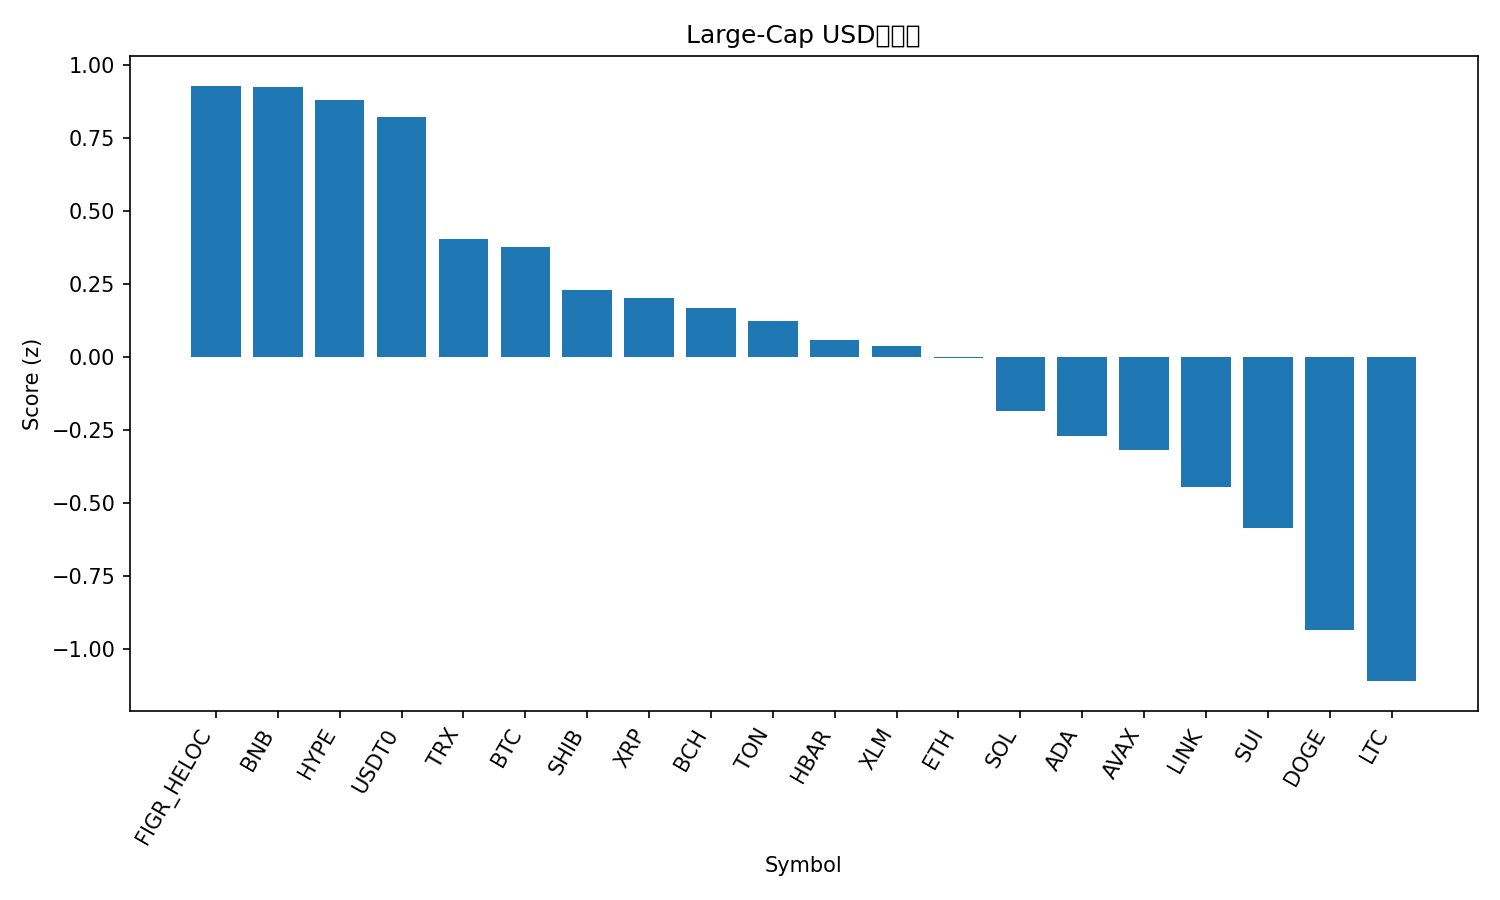 Large-Cap USD
1.00
0.75
0.50
0.25
0.00
−0.25
−0.50
−0.75
−1.00
Score (z)
FIGR_HELOC
BNB
HYPE
USDT0
TRX
BTC
SHIB
XRP
BCH
TON
HBAR
XLM
ETH
SOL
ADA
AVAX
LINK
SUI
DOGE
LTC
Symbol